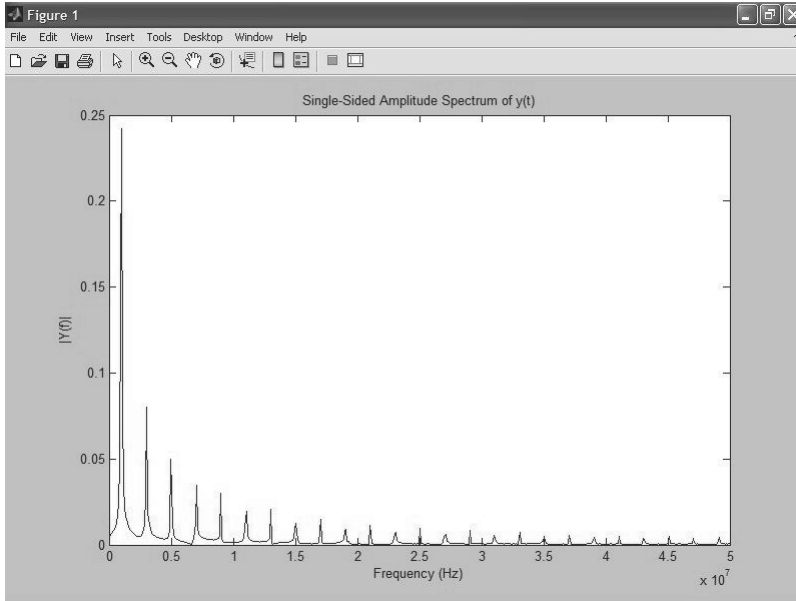 Figure 1
File Edit View Insert Tools Desktop Window Help
Single-Sided Amplitude Spectrum of y(t)
0.25
0.2
0.15
0.1
0.05
0
|Y(f)|
0 0.5 1 1.5 2 2.5 3 3.5 4 4.5 5
Frequency (Hz)
x 10^7